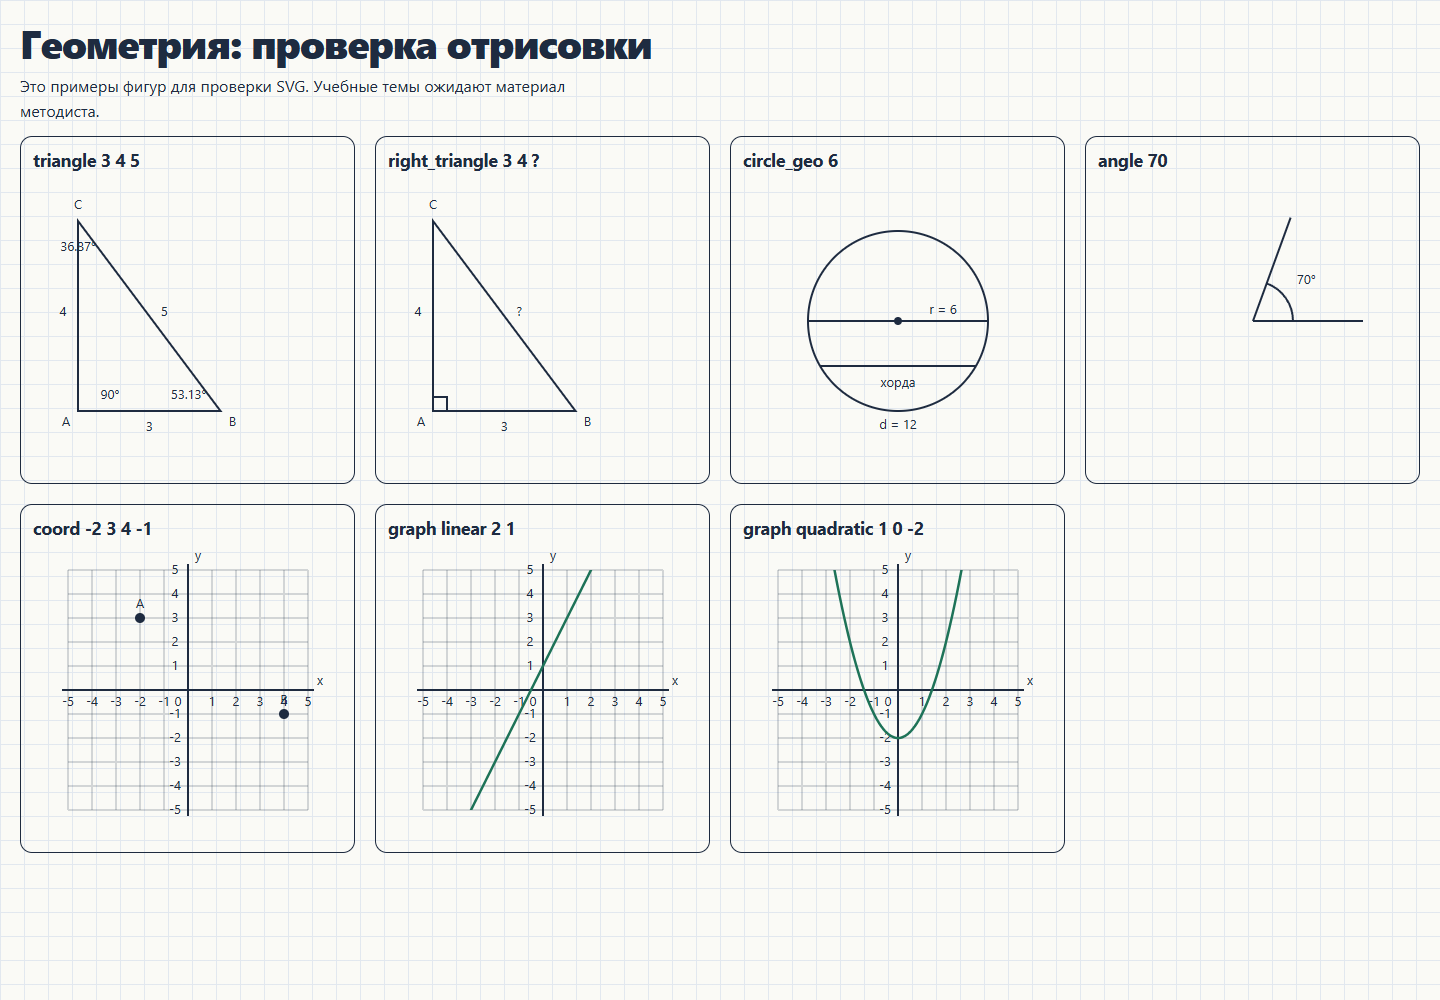 Геометрия: проверка отрисовки
Это примеры фигур для проверки SVG. Учебные темы ожидают материал
методиста.
triangle 3 4 5
C
36.87°
4
5
90°
53.13°
A
3
B
right_triangle 3 4 ?
C
4
?
A
3
B
circle_geo 6
r = 6
хорда
d = 12
angle 70
70°
coord -2 3 4 -1
y
5
4
A
3
2
1
x
-5 -4 -3 -2 -1 0 1 2 3 4 5
B
-1
-2
-3
-4
-5
graph linear 2 1
y
5
4
3
2
1
x
-5 -4 -3 -2 -1 0 1 2 3 4 5
-1
-2
-3
-4
-5
graph quadratic 1 0 -2
y
5
4
3
2
1
x
-5 -4 -3 -2 -1 0 1 2 3 4 5
-1
-2
-3
-4
-5